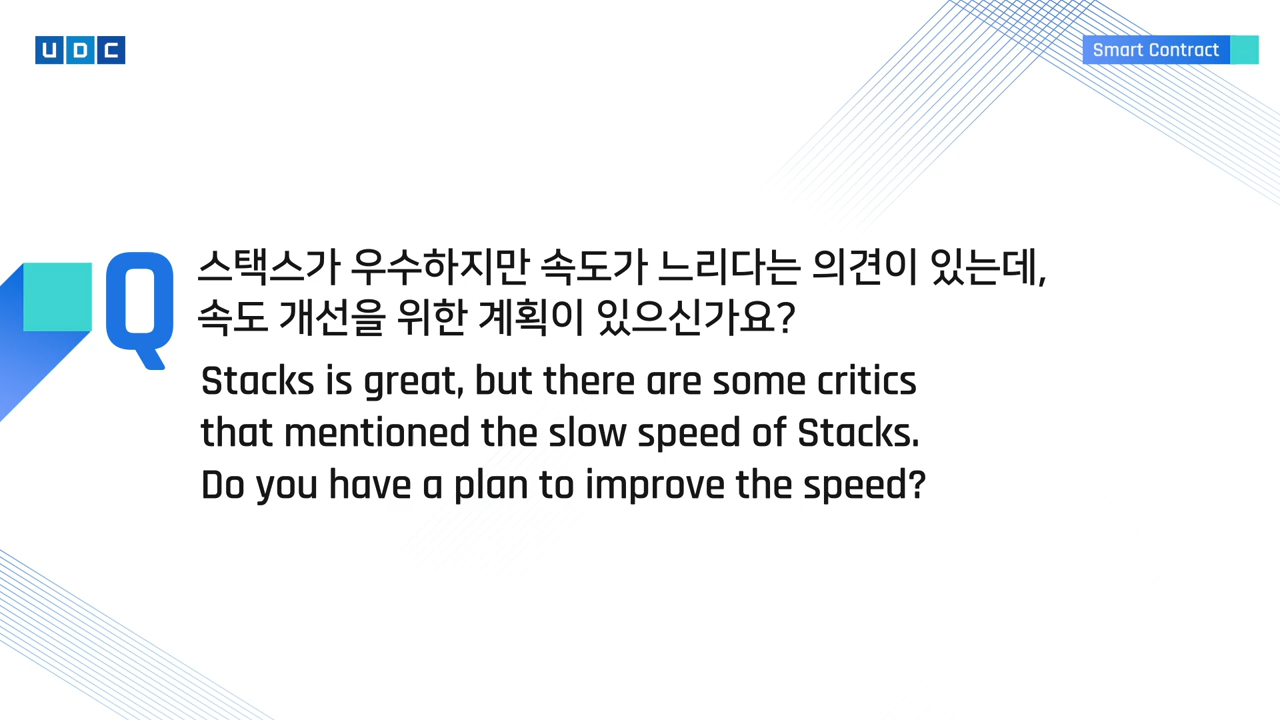 UDC
Smart Contract
Q
스택스가 우수하지만 속도가 느리다는 의견이 있는데,
속도 개선을 위한 계획이 있으신가요?
Stacks is great, but there are some critics
that mentioned the slow speed of Stacks.
Do you have a plan to improve the speed?